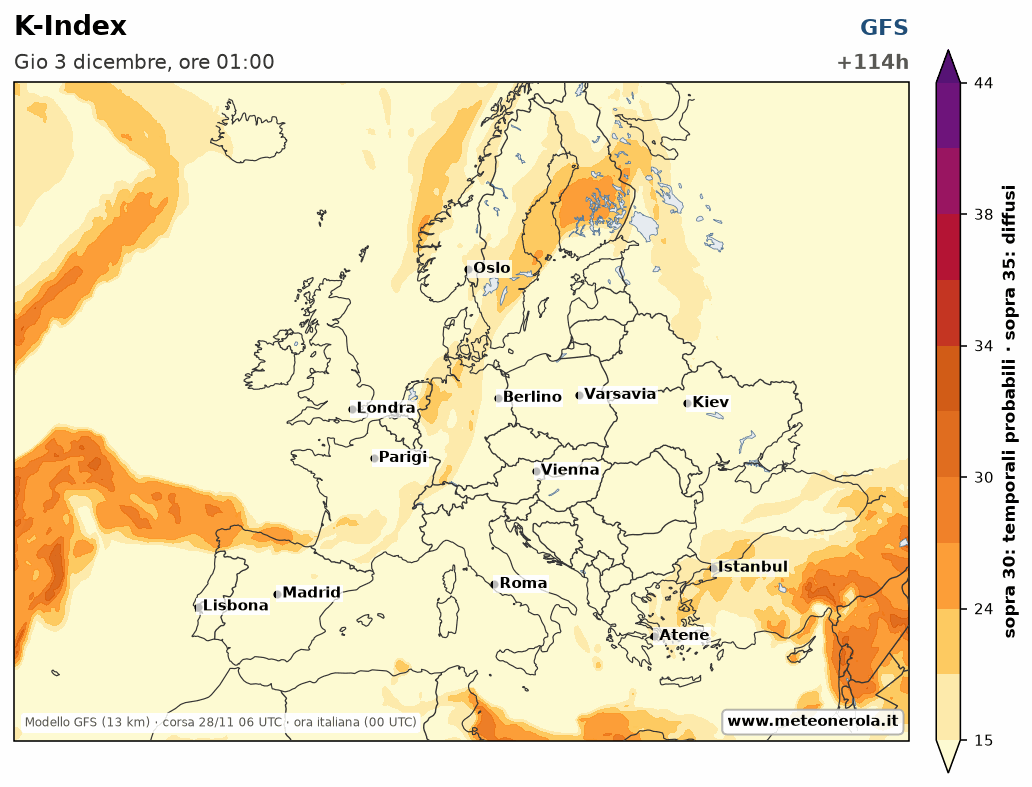 K-Index
GFS
Gio 3 dicembre, ore 01:00
+114h
44
38
34
30
24
15
sopra 30: temporali probabili · sopra 35: diffusi
Oslo
Londra
Berlino
Varsavia
Kiev
Parigi
Vienna
Istanbul
Roma
Madrid
Lisbona
Atene
Modello GFS (13 km) · corsa 28/11 06 UTC · ora italiana (00 UTC)
www.meteonerola.it